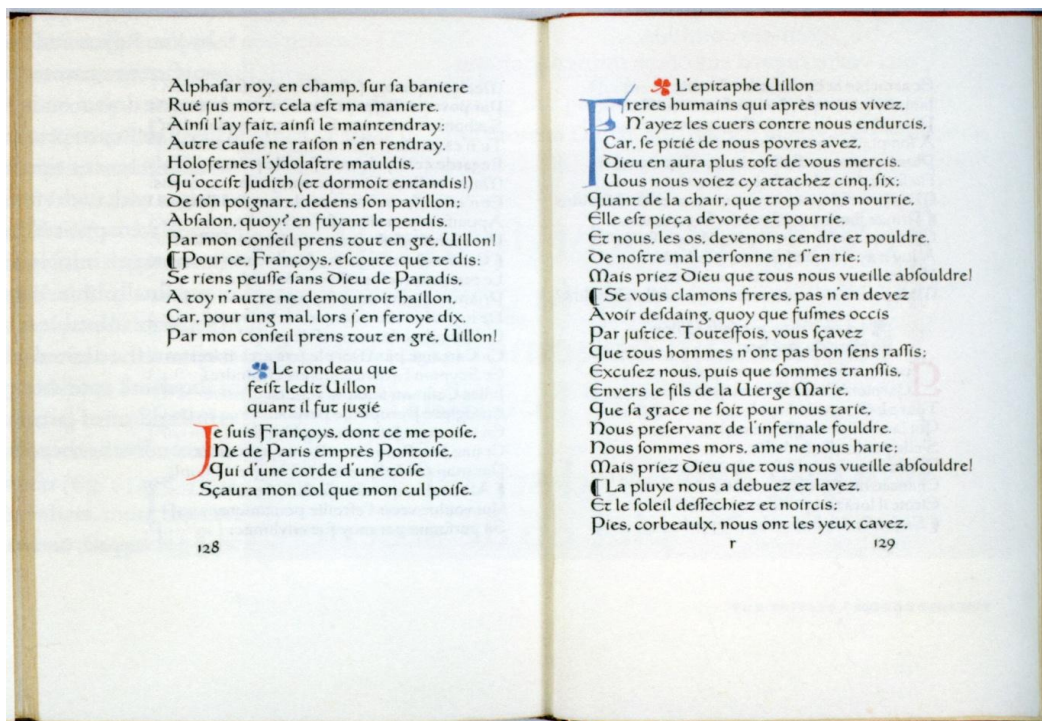 Alphasar roy, en champ, ſur ſa baniere
Rué jus mort, cela eſt ma maniere.
Ainſi l'ay fait, ainſi le maintendray:
Autre cauſe ne raiſon n'en rendray.
Holofernes l'ydolaſtre mauldis,
Qu'occiſt Judith (et dormoit entandis!)
De ſon poignart, dedens ſon pavillon;
Abſalon, quoy? en fuyant le pendis.
Par mon conſeil prens tout en gré, Uillon!
¶ Pour ce, Françoys, eſcoute que te dis:
Se riens peuſſe ſans Dieu de Paradis,
A toy n'autre ne demourroit haillon,
Car, pour ung mal, lors j'en feroye dix.
Par mon conſeil prens tout en gré, Uillon!
Le rondeau que
feiſt ledit Uillon
quant il fut jugié
Je ſuis Françoys, dont ce me poiſe,
Né de Paris emprès Pontoiſe,
Qui d'une corde d'une toiſe
Sçaura mon col que mon cul poiſe.
128
L'epitaphe Uillon
Freres humains qui après nous vivez,
N'ayez les cuers contre nous endurcis,
Car, ſe pitié de nous povres avez,
Dieu en aura plus toſt de vous mercis.
Uous nous voiez cy attachez cinq, ſix;
Quant de la chair, que trop avons nourrie,
Elle eſt pieça devorée et pourrie,
Et nous, les os, devenons cendre et pouldre.
De noſtre mal perſonne ne ſ'en rie;
Mais priez Dieu que tous nous vueille abſouldre!
¶ Se vous clamons freres, pas n'en devez
Avoir deſdaing, quoy que fuſmes occis
Par juſtice. Touteſfois, vous ſçavez
Que tous hommes n'ont pas bon ſens raſſis;
Excuſez nous, puis que ſommes tranſſis,
Envers le fils de la Uierge Marie,
Que ſa grace ne ſoit pour nous tarie,
Nous preſervant de l'infernale fouldre.
Nous ſommes mors, ame ne nous harie;
Mais priez Dieu que tous nous vueille abſouldre!
¶ La pluye nous a debuez et lavez,
Et le ſoleil deſſechiez et noircis;
Pies, corbeaulx, nous ont les yeux cavez,
r 129